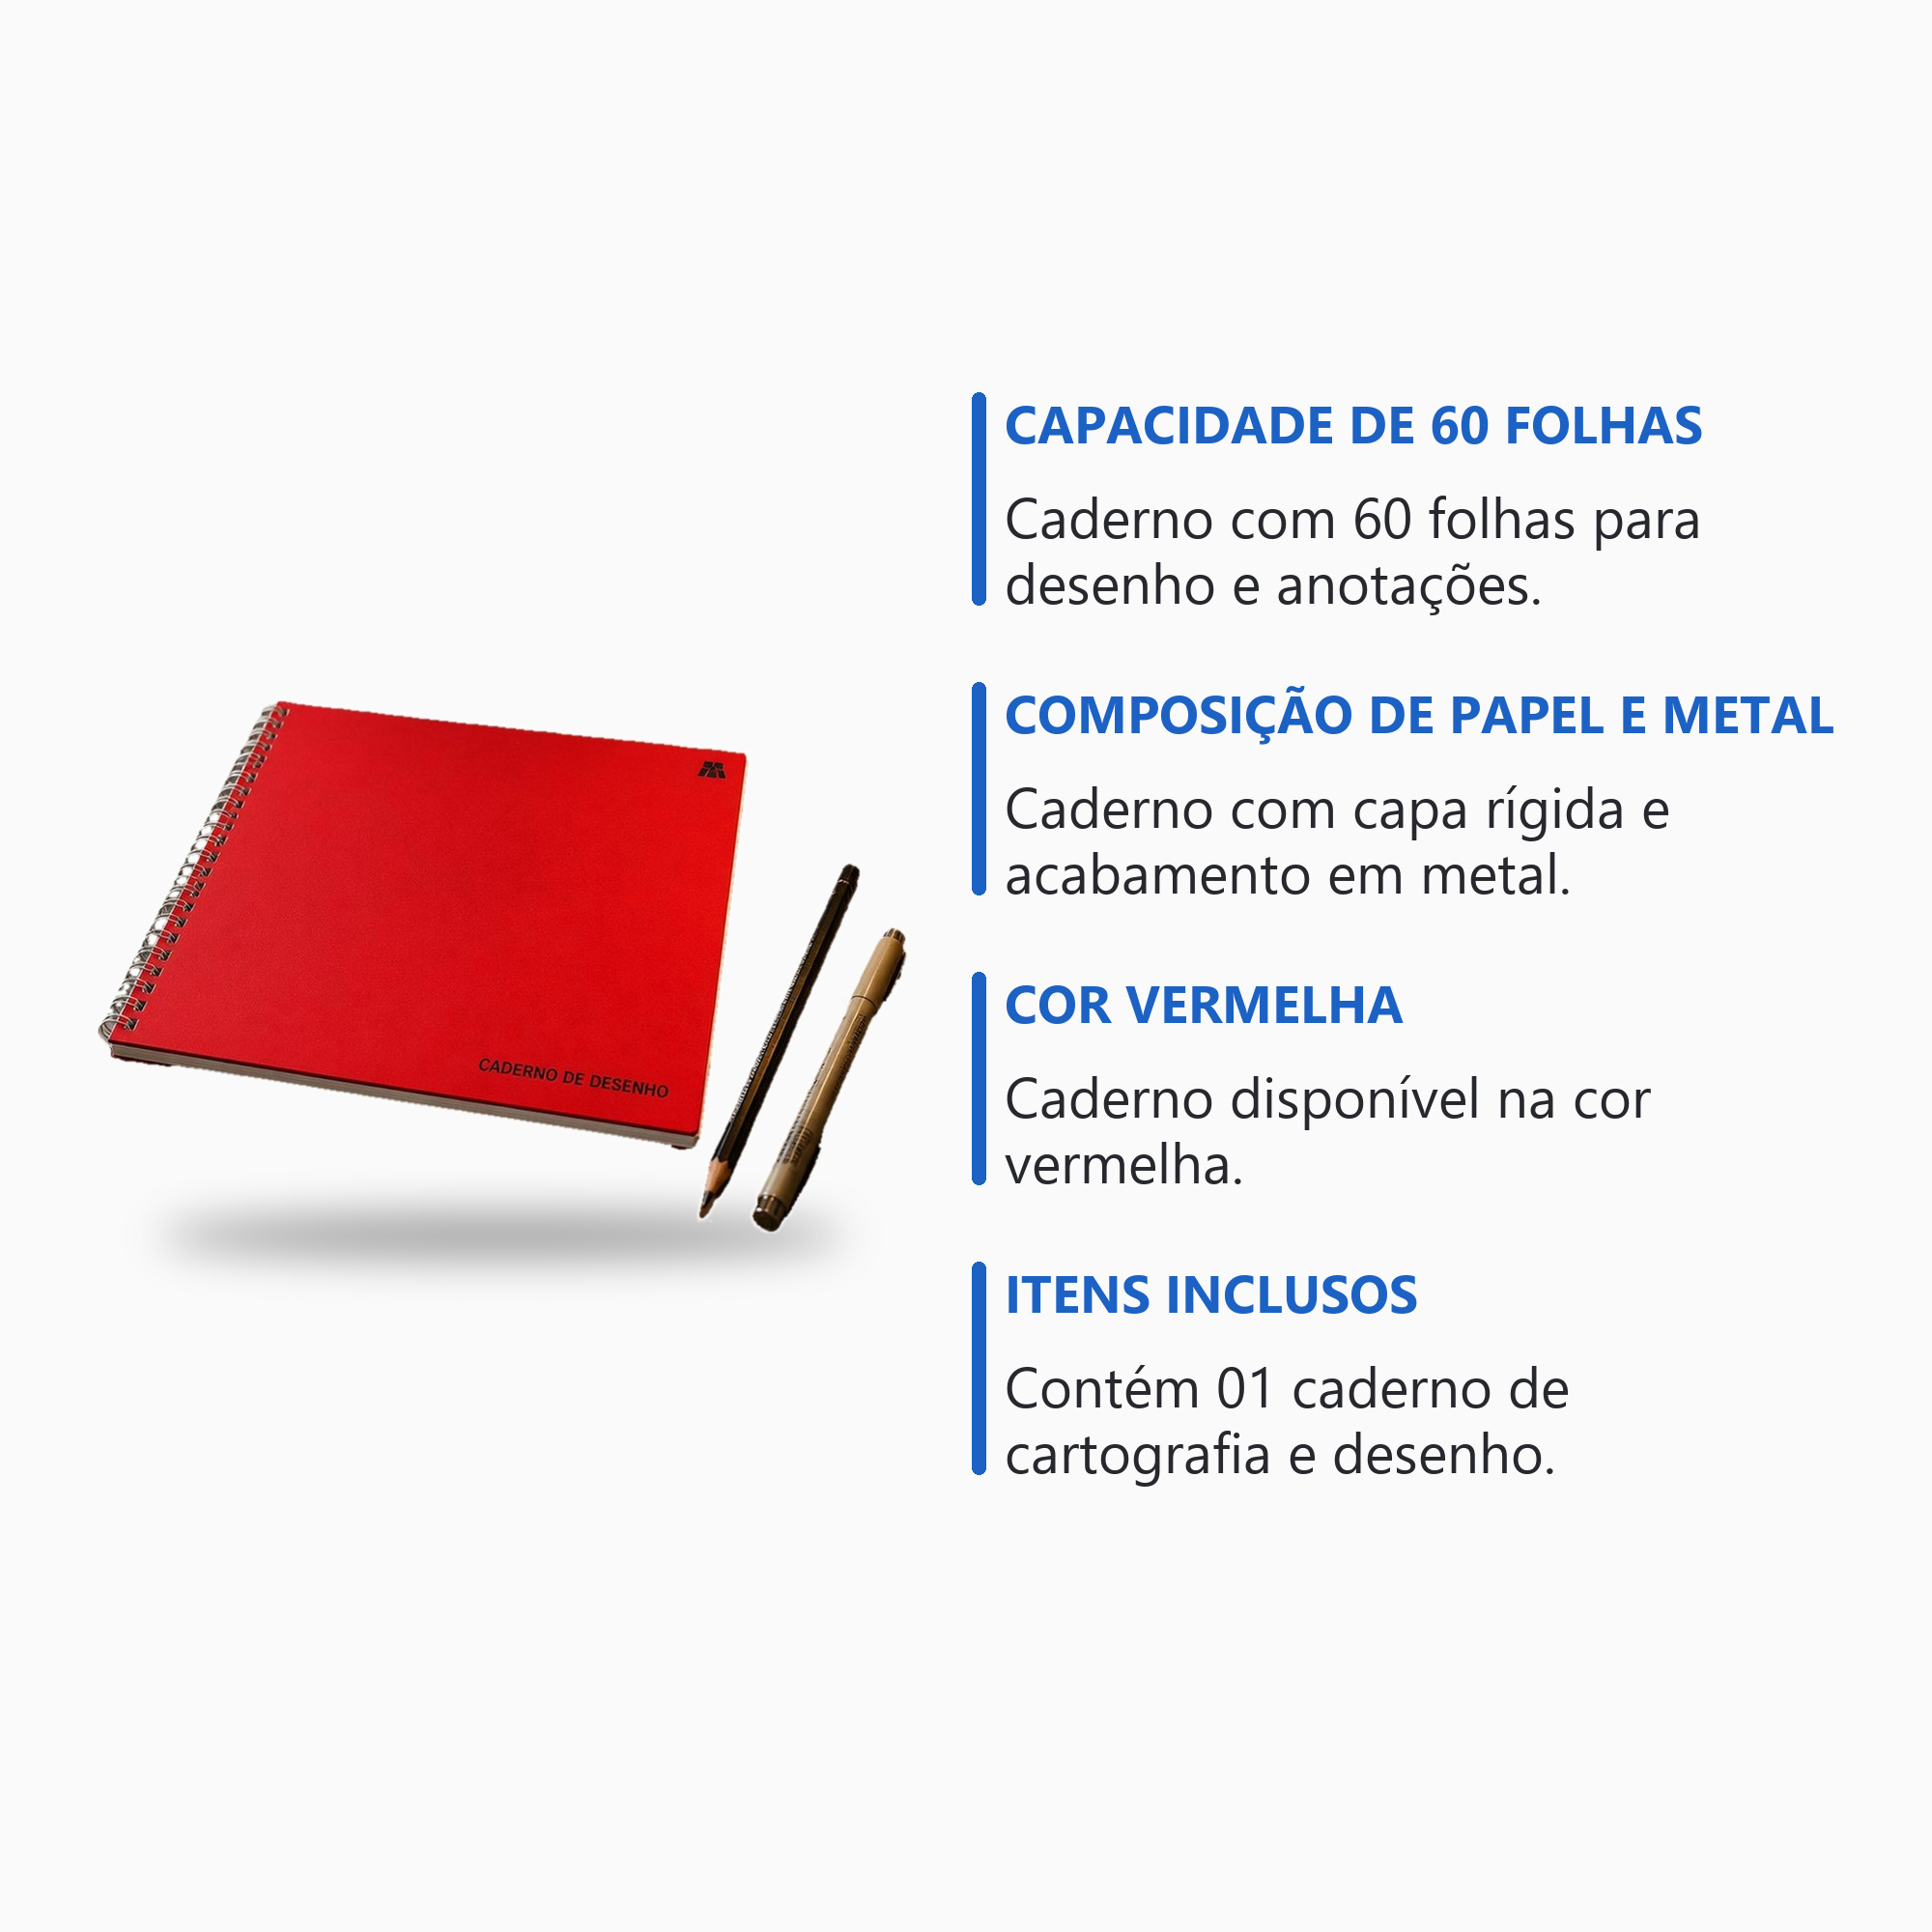 CAPACIDADE DE 60 FOLHAS
Caderno com 60 folhas para
desenho e anotações.
COMPOSIÇÃO DE PAPEL E METAL
Caderno com capa rígida e
acabamento em metal.
COR VERMELHA
Caderno disponível na cor
vermelha.
ITENS INCLUSOS
Contém 01 caderno de
cartografia e desenho.
CADERNO DE DESENHO